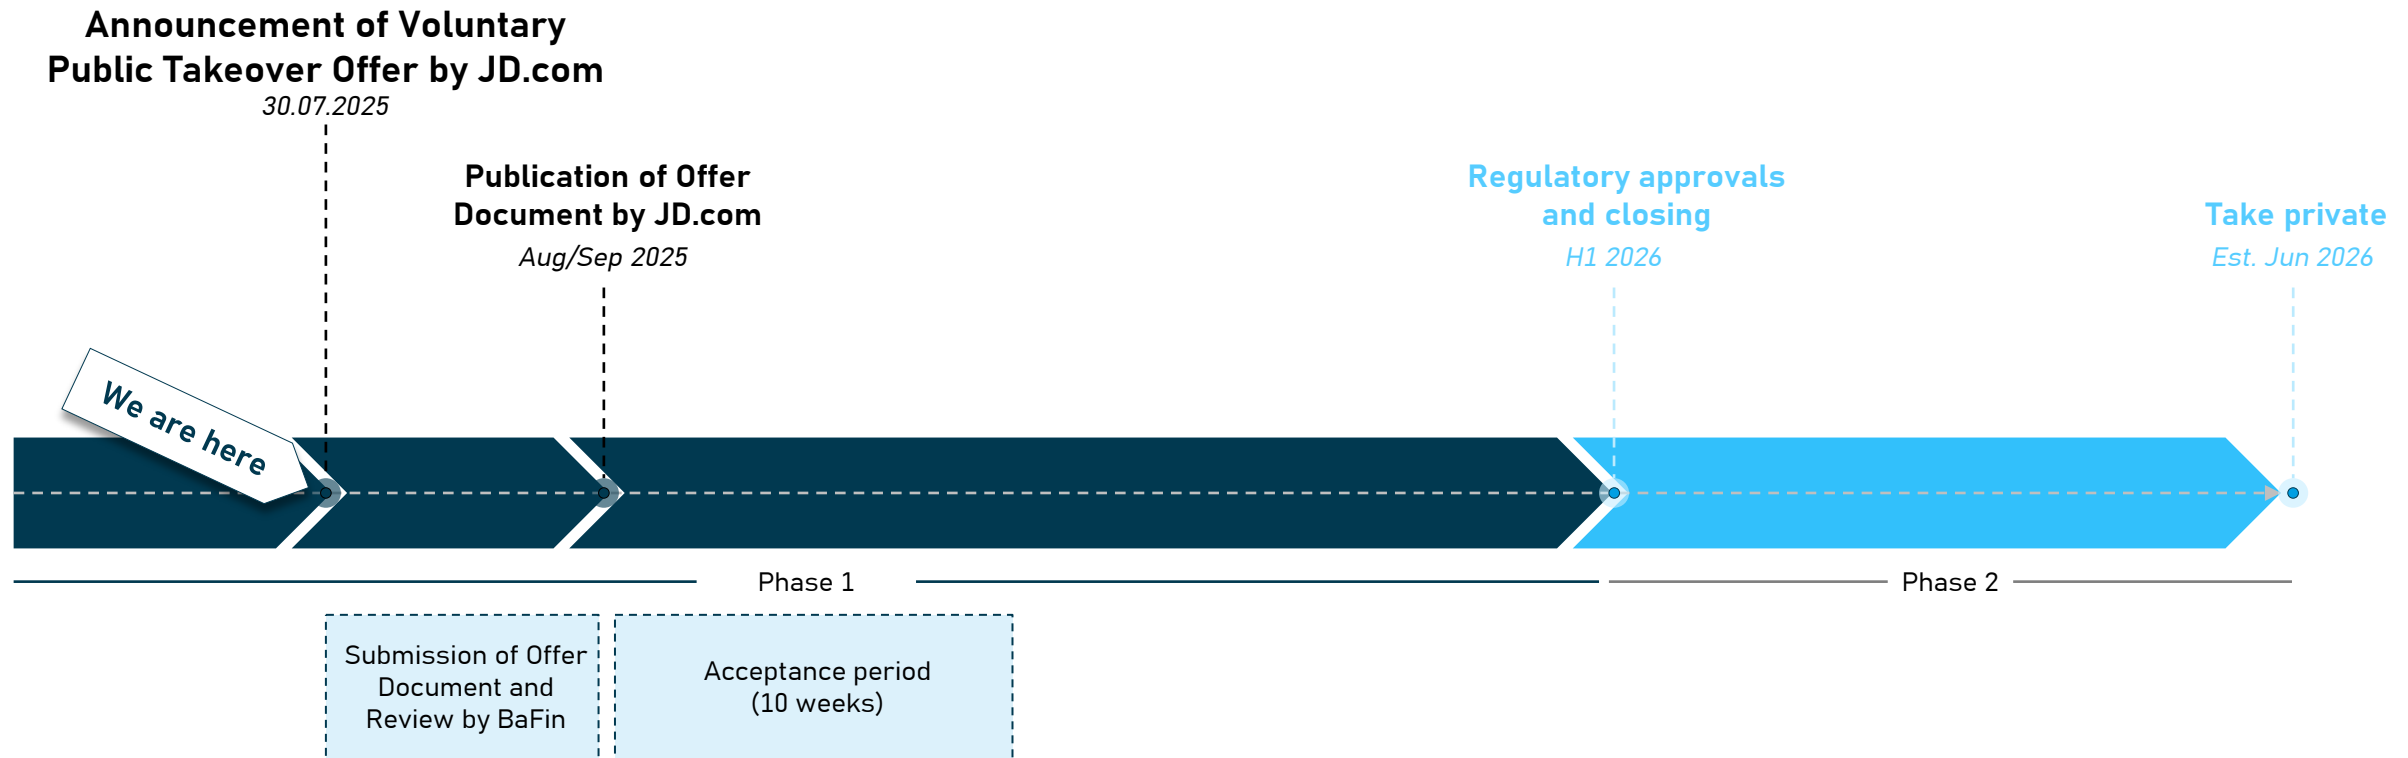 Announcement of Voluntary
Public Takeover Offer by JD.com
30.07.2025
Publication of Offer
Document by JD.com
Aug/Sep 2025
Regulatory approvals
and closing
H1 2026
Take private
Est. Jun 2026
We are here
Phase 1
Phase 2
Submission of Offer
Document and
Review by BaFin
Acceptance period
(10 weeks)